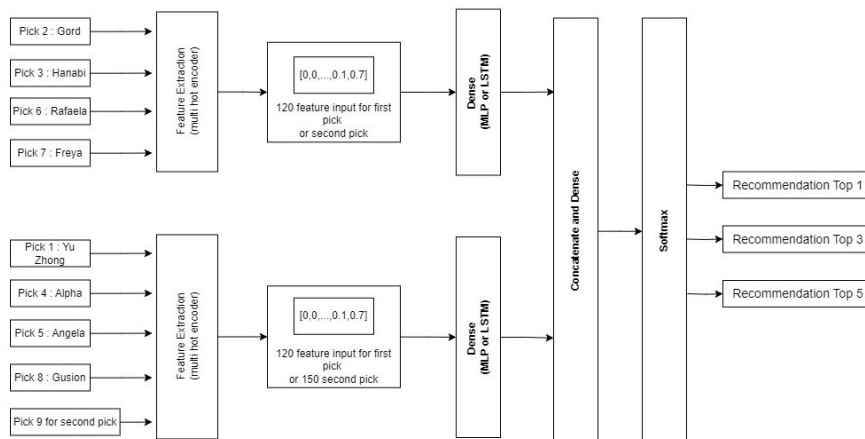 Pick 2 : Gord
Pick 3 : Hanabi
Pick 6 : Rafaela
Pick 7 : Freya
Feature Extraction
(multi hot encoder)
[0,0,...,0.1,0.7]
120 feature input for first
pick
or second pick
Dense
(MLP or LSTM)
Pick 1 : Yu
Zhong
Pick 4 : Alpha
Pick 5 : Angela
Pick 8 : Gusion
Pick 9 for second pick
Feature Extraction
(multi hot encoder)
[0,0,...,0.1,0.7]
120 feature input for first
pick
or 150 second pick
Dense
(MLP or LSTM)
Concatenate and Dense
Softmax
Recommendation Top 1
Recommendation Top 3
Recommendation Top 5